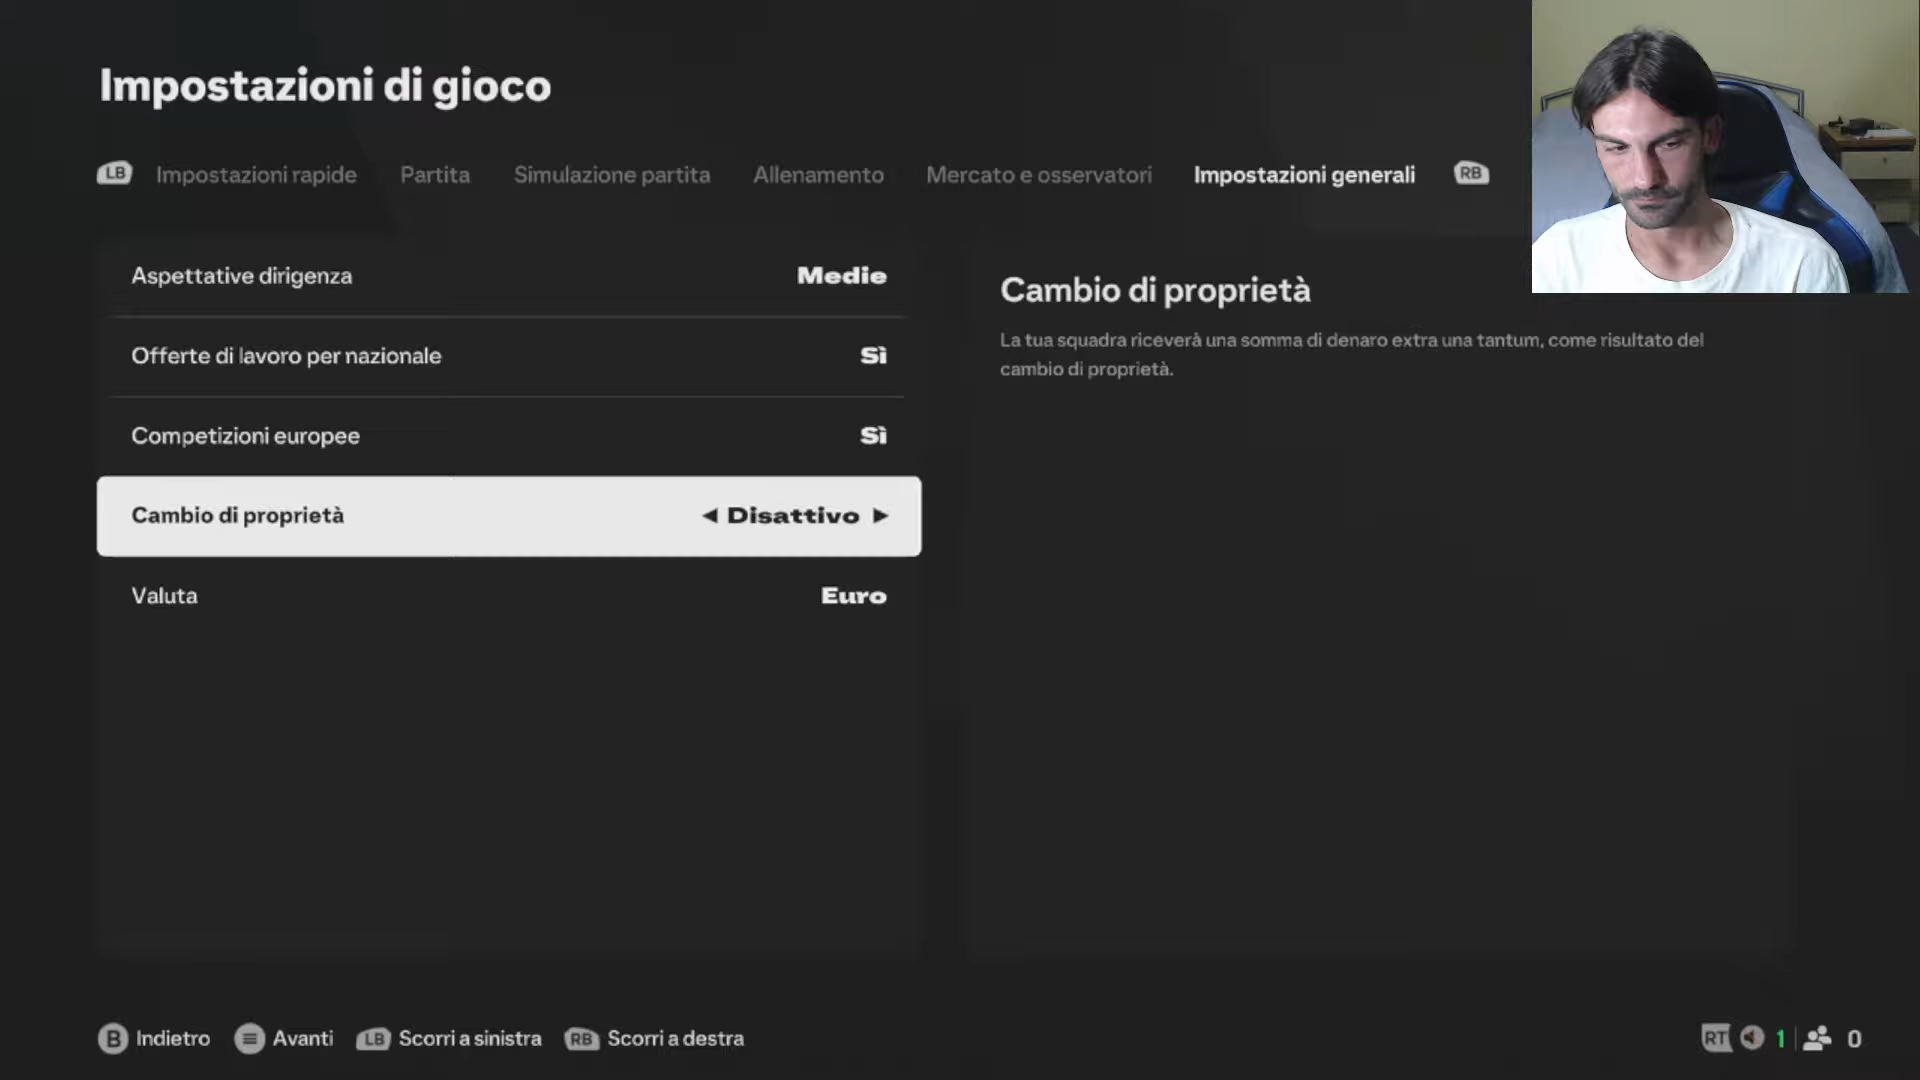 Impostazioni di gioco
LB Impostazioni rapide Partita Simulazione partita Allenamento Mercato e osservatori Impostazioni generali RB
Aspettative dirigenza Medie
Offerte di lavoro per nazionale Sì
Competizioni europee Sì
Cambio di proprietà Disattivo
Valuta Euro
Cambio di proprietà
La tua squadra riceverà una somma di denaro extra una tantum, come risultato del
cambio di proprietà.
B Indietro Avanti LB Scorri a sinistra RB Scorri a destra
RT 1 0